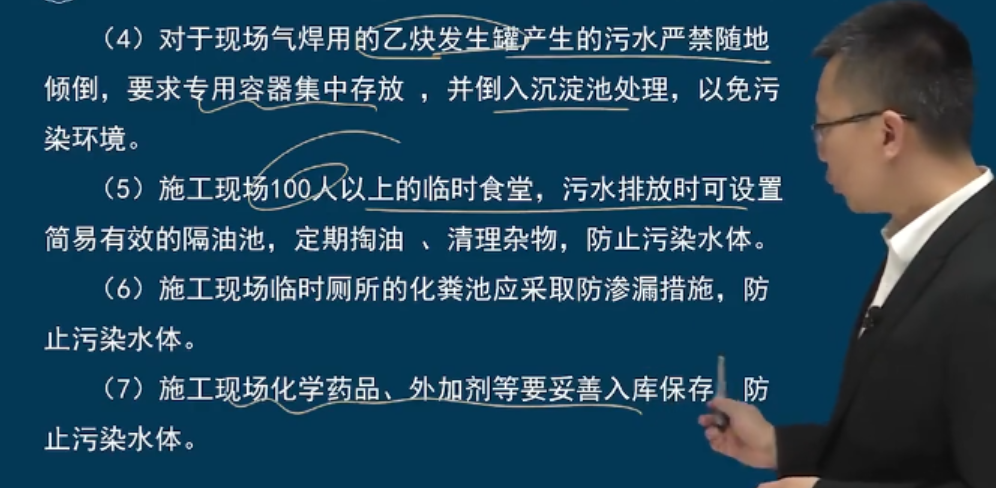 （4）对于现场气焊用的乙炔发生罐产生的污水严禁随地
倾倒，要求专用容器集中存放 ，并倒入沉淀池处理，以免污
染环境。
（5）施工现场100人以上的临时食堂，污水排放时可设置
简易有效的隔油池，定期掏油 、清理杂物，防止污染水体。
（6）施工现场临时厕所的化粪池应采取防渗漏措施，防
止污染水体。
（7）施工现场化学药品、外加剂等要妥善入库保存，防
止污染水体。